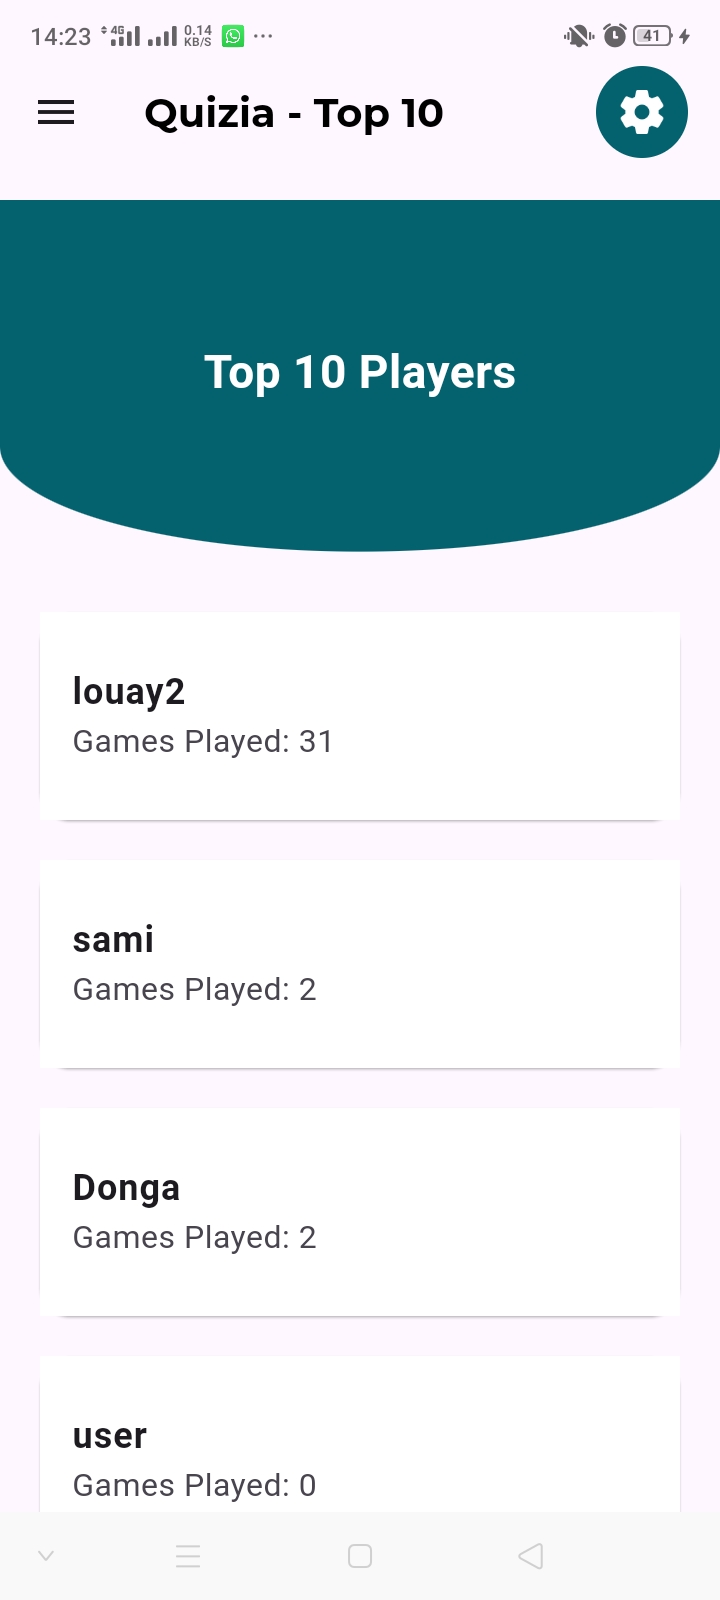 14:23 4G 0.14 KB/S 41
Quizia - Top 10
Top 10 Players
louay2
Games Played: 31
sami
Games Played: 2
Donga
Games Played: 2
user
Games Played: 0